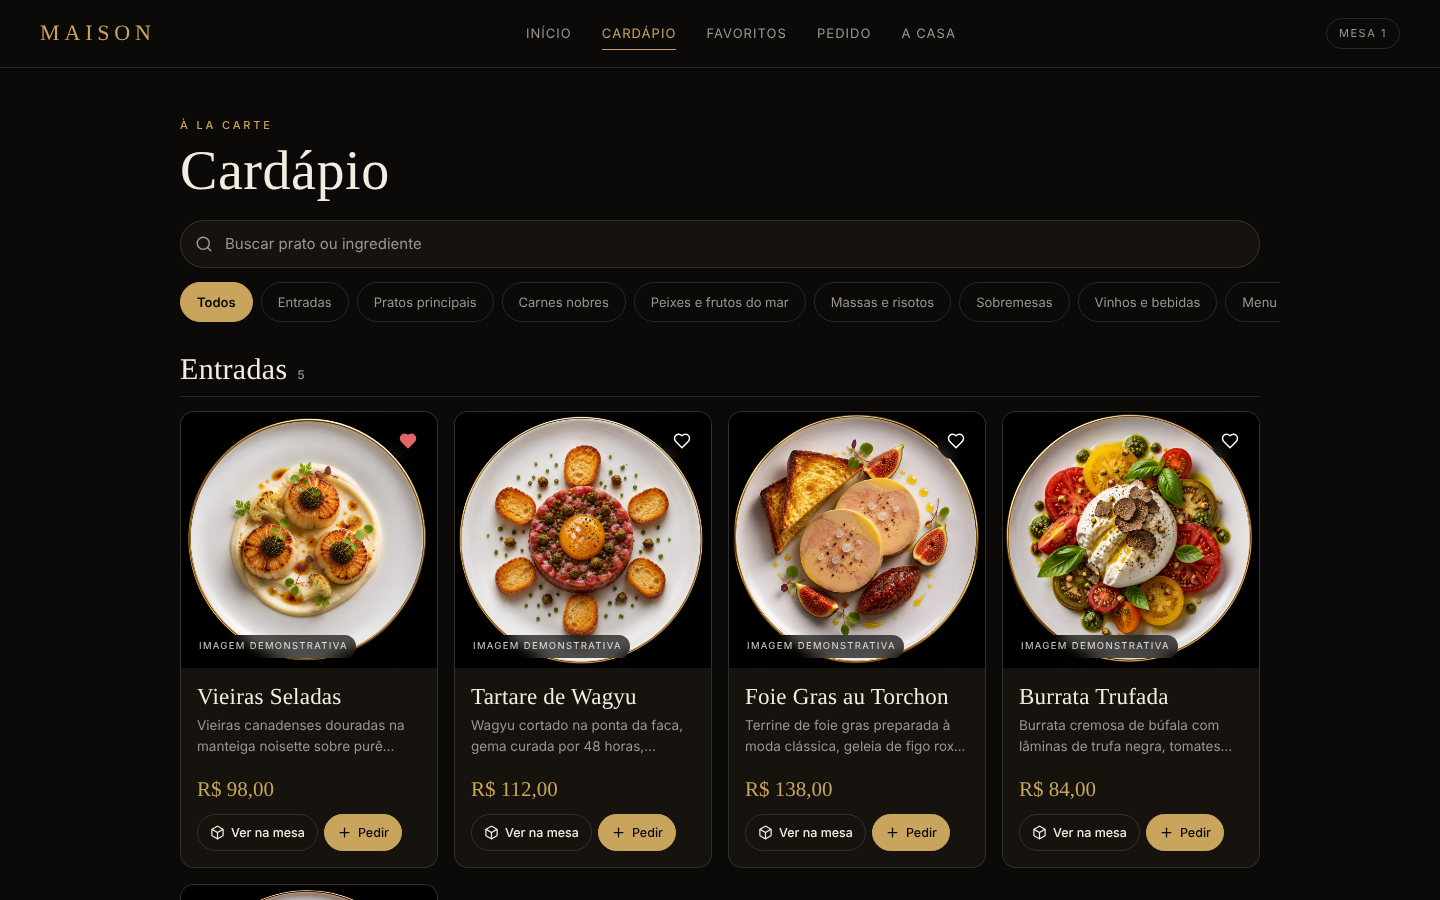 MAISON
INÍCIO
CARDÁPIO
FAVORITOS
PEDIDO
A CASA
MESA 1
À LA CARTE
Cardápio
Buscar prato ou ingrediente
Todos
Entradas
Pratos principais
Carnes nobres
Peixes e frutos do mar
Massas e risotos
Sobremesas
Vinhos e bebidas
Menu
Entradas 5
IMAGEM DEMONSTRATIVA
Vieiras Seladas
Vieiras canadenses douradas na
manteiga noisette sobre purê...
R$ 98,00
Ver na mesa
Pedir
IMAGEM DEMONSTRATIVA
Tartare de Wagyu
Wagyu cortado na ponta da faca,
gema curada por 48 horas,...
R$ 112,00
Ver na mesa
Pedir
IMAGEM DEMONSTRATIVA
Foie Gras au Torchon
Terrine de foie gras preparada à
moda clássica, geleia de figo rox...
R$ 138,00
Ver na mesa
Pedir
IMAGEM DEMONSTRATIVA
Burrata Trufada
Burrata cremosa de búfala com
lâminas de trufa negra, tomates...
R$ 84,00
Ver na mesa
Pedir